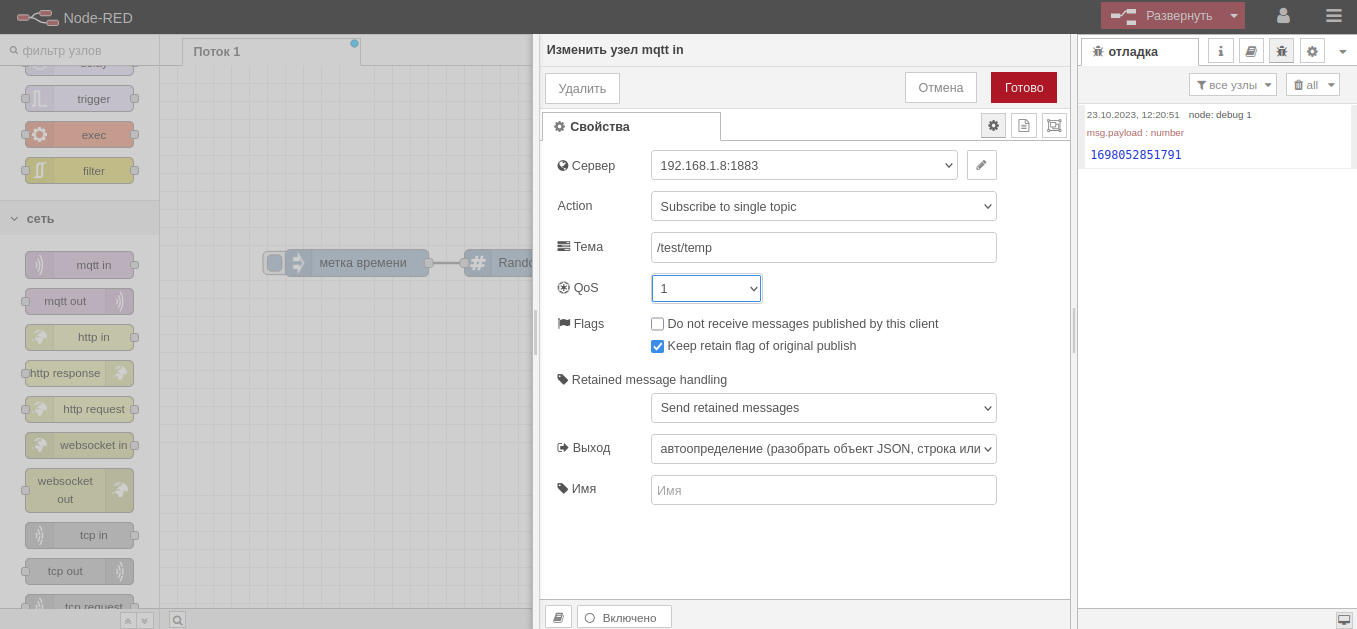 Node-RED
Развернуть
фильтр узлов
delay
trigger
exec
filter
сеть
mqtt in
mqtt out
http in
http response
http request
websocket in
websocket
out
tcp in
tcp out
tcp request
Поток 1
метка времени
Rando
Изменить узел mqtt in
Удалить
Отмена
Готово
Свойства
Сервер
192.168.1.8:1883
Action
Subscribe to single topic
Тема
/test/temp
QoS
1
Flags
Do not receive messages published by this client
Keep retain flag of original publish
Retained message handling
Send retained messages
Выход
автоопределение (разобрать объект JSON, строка или
Имя
Имя
Включено
отладка
все узлы
all
23.10.2023, 12:20:51 node: debug 1
msg.payload : number
1698052851791